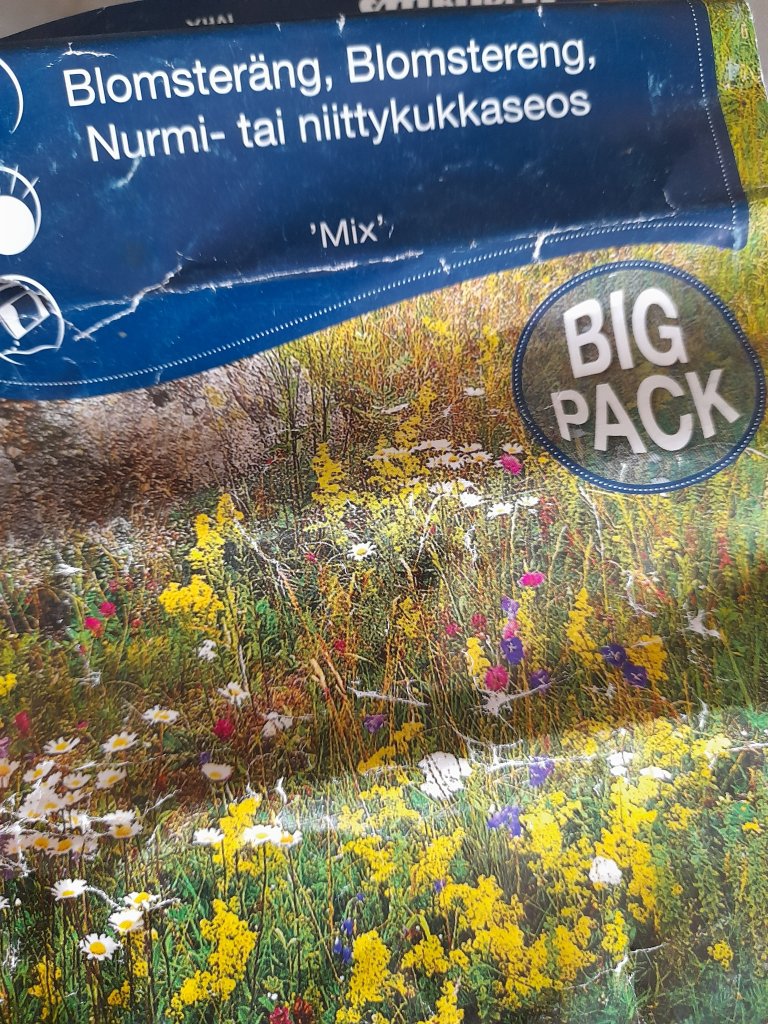 Blomsteräng, Blomstereng,
Nurmi- tai niittykukkaseos
'Mix'
BIG
PACK